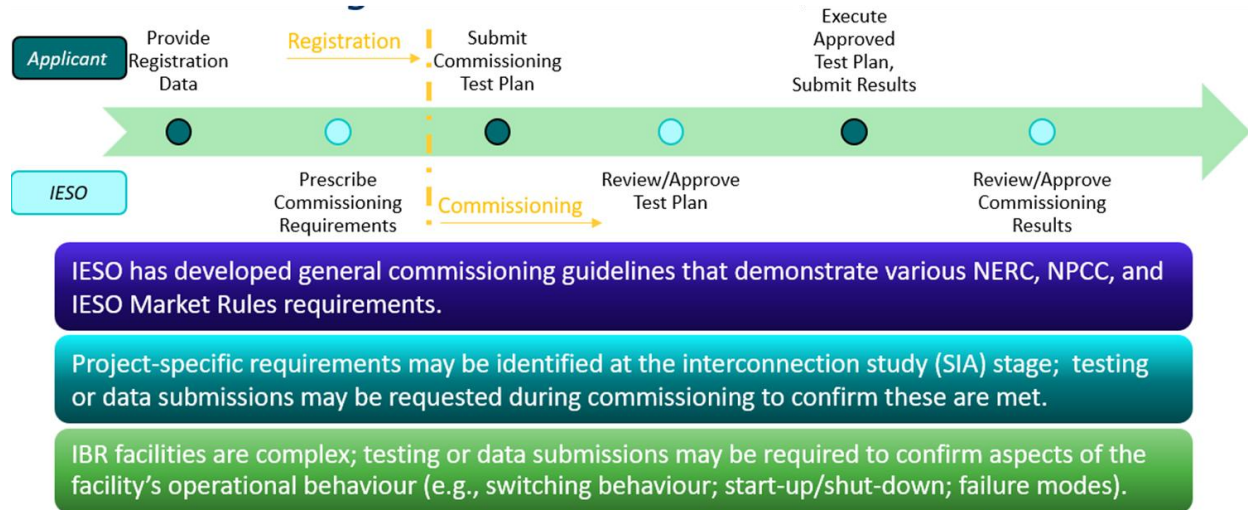 Applicant
Provide
Registration
Data
Registration
Submit
Commissioning
Test Plan
Execute
Approved
Test Plan,
Submit Results
IESO
Prescribe
Commissioning
Requirements
Commissioning
Review/Approve
Test Plan
Review/Approve
Commissioning
Results
IESO has developed general commissioning guidelines that demonstrate various NERC, NPCC, and
IESO Market Rules requirements.
Project-specific requirements may be identified at the interconnection study (SIA) stage; testing
or data submissions may be requested during commissioning to confirm these are met.
IBR facilities are complex; testing or data submissions may be required to confirm aspects of the
facility's operational behaviour (e.g., switching behaviour; start-up/shut-down; failure modes).